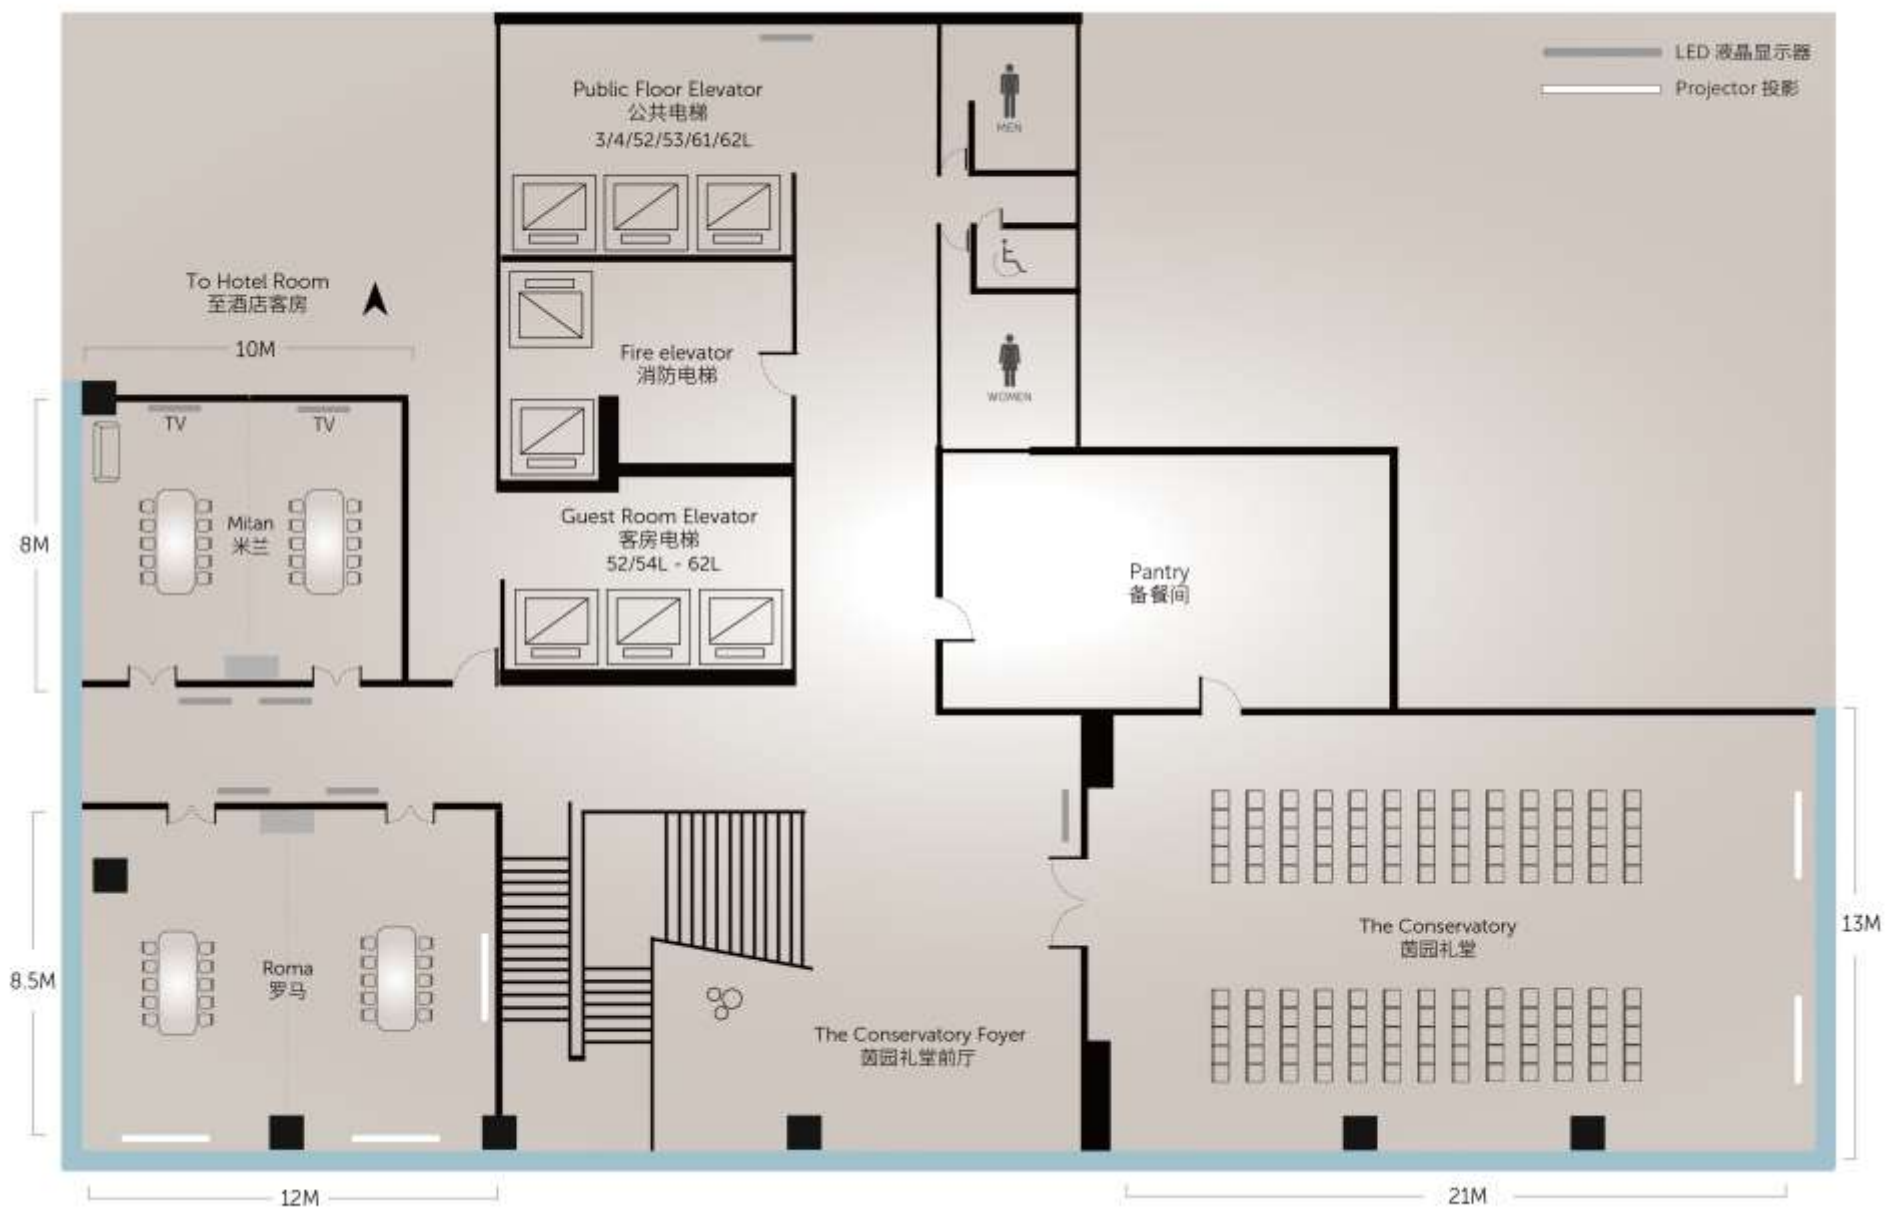 LED 液晶显示器
Projector 投影
Public Floor Elevator
公共电梯
3/4/52/53/61/62L
MEN
To Hotel Room
至酒店客房
10M
Fire elevator
消防电梯
WOMEN
TV
TV
8M
Milan
米兰
Guest Room Elevator
客房电梯
52/54L - 62L
Pantry
备餐间
8.5M
Roma
罗马
The Conservatory Foyer
茵园礼堂前厅
The Conservatory
茵园礼堂
13M
12M
21M